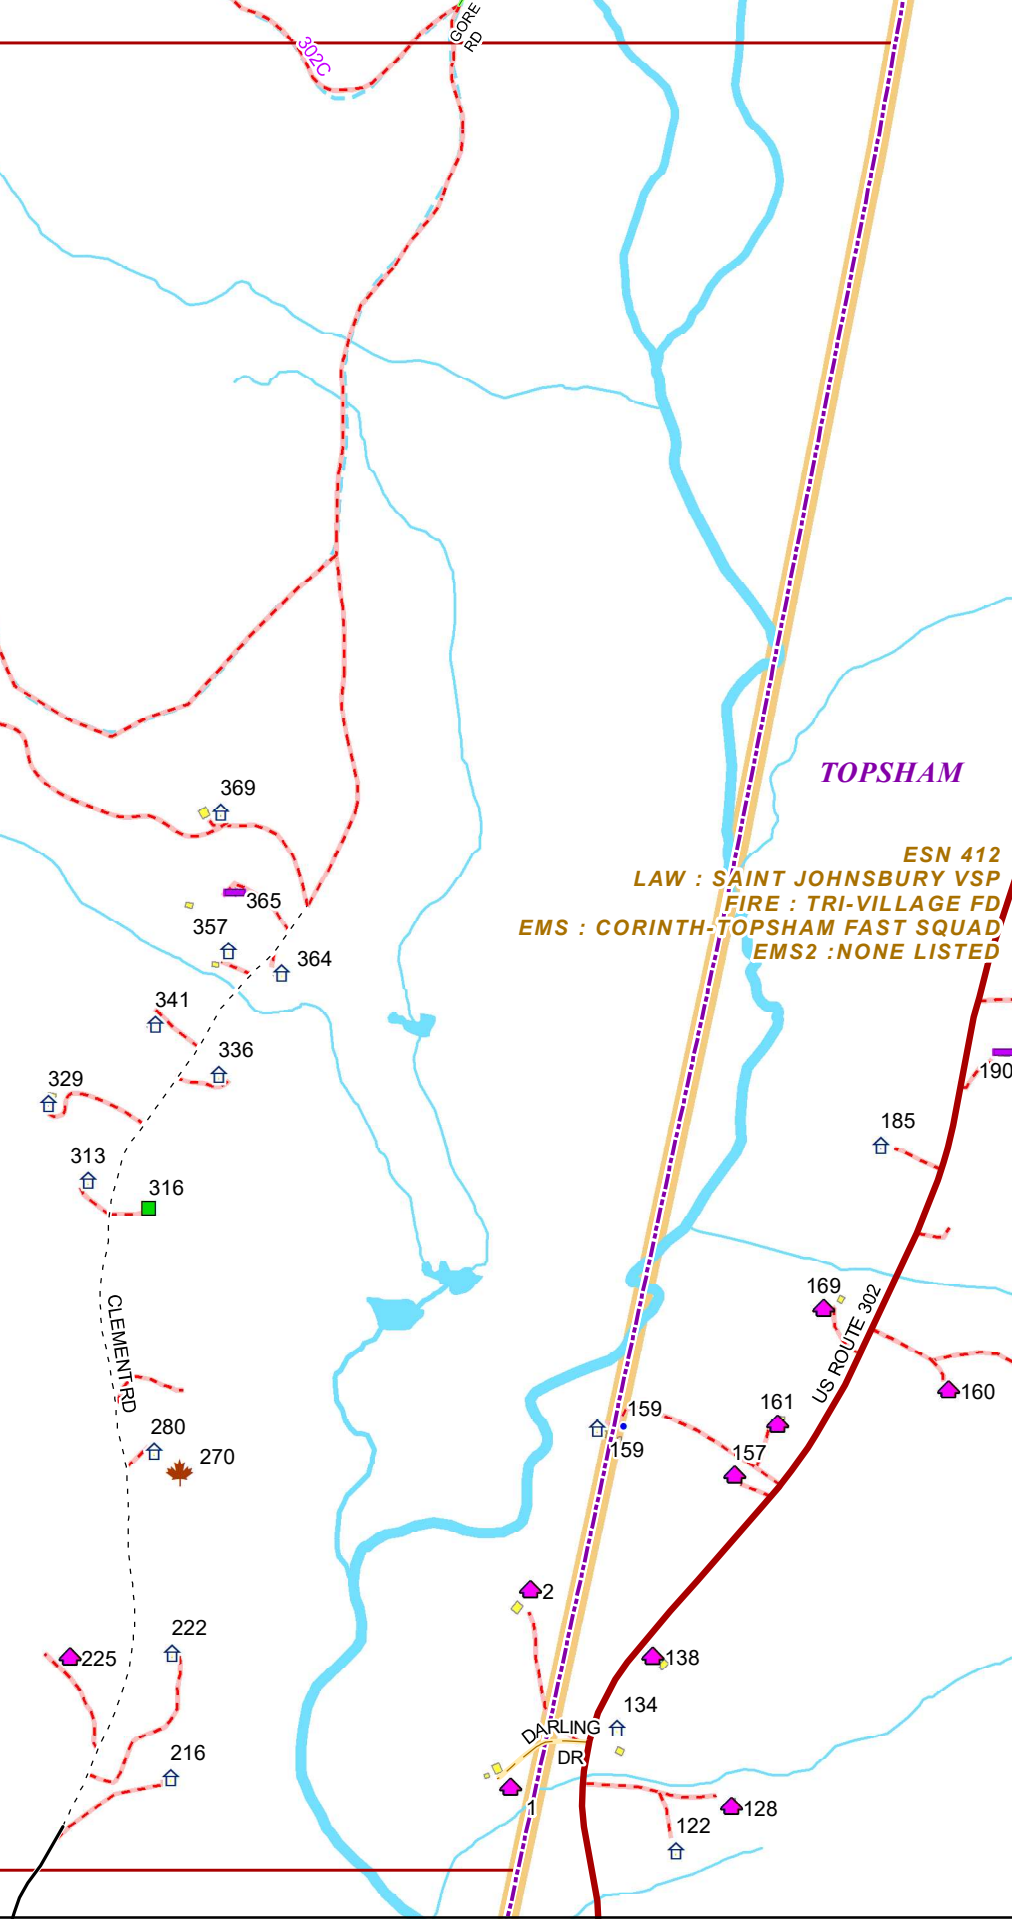 GORE
RD
302C
TOPSHAM
369
ESN 412
LAW : SAINT JOHNSBURY VSP
365
FIRE : TRI-VILLAGE FD
357
EMS : CORINTH-TOPSHAM FAST SQUAD
EMS2 :NONE LISTED
364
341
336
190
329
185
313
316
169
US ROUTE 302
CLEMENT RD
160
161
159
280
157
159
270
2
222
225
138
134
DARLING
DR
216
1
128
122